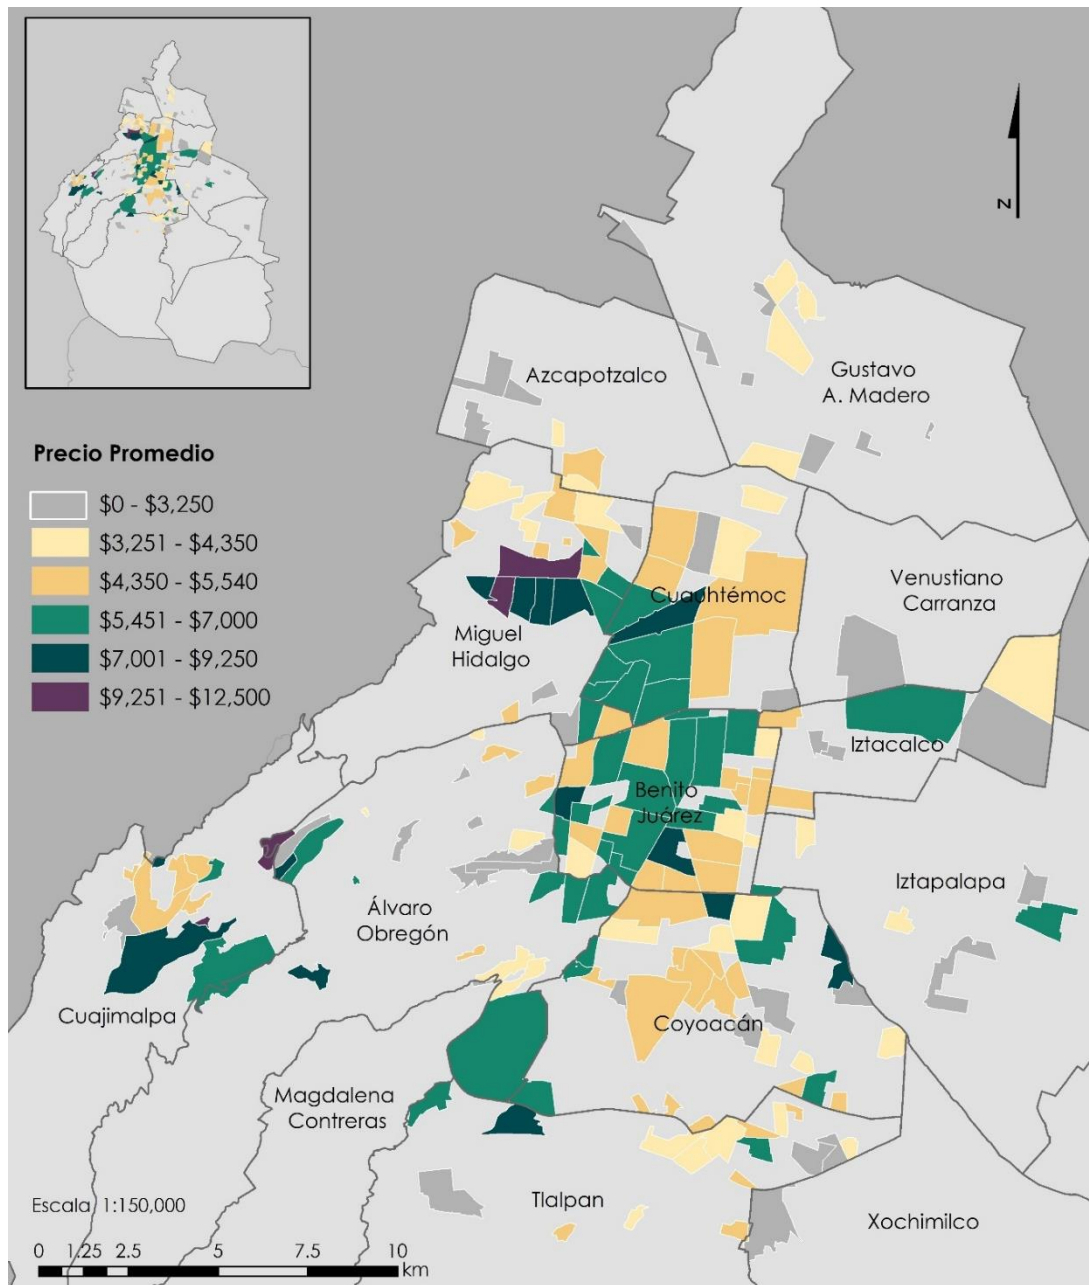 N
Azcapotzalco
Gustavo
A. Madero
Precio Promedio
$0 - $3,250
$3,251 - $4,350
$4,350 - $5,540
$5,451 - $7,000
$7,001 - $9,250
$9,251 - $12,500
Cuauhtémoc
Venustiano
Carranza
Miguel
Hidalgo
Iztacalco
Benito
Juárez
Iztapalapa
Álvaro
Obregón
Cuajimalpa
Coyoacán
Magdalena
Contreras
Tlalpan
Xochimilco
Escala 1:150,000
0 1.25 2.5 5 7.5 10
km